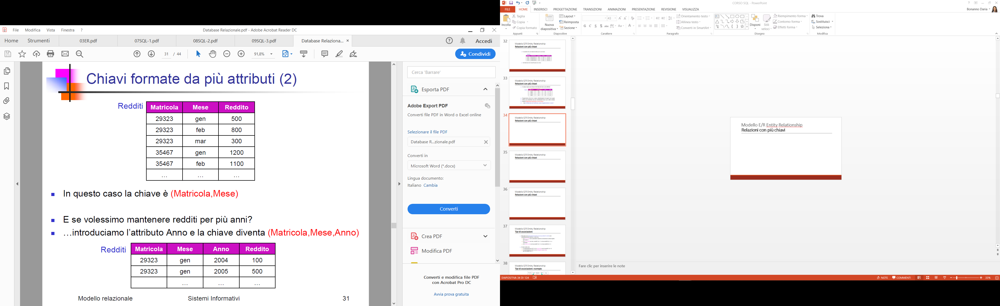 File Modifica Vista Finestra ?
Database Relazionale.pdf - Adobe Acrobat Reader DC
Home Strumenti 03ER.pdf 07SQL-1.pdf 08SQL-2.pdf 09SQL-3.pdf Database Relaziona... × Accedi
31 / 44 91,8% Condividi
Chiavi formate da più attributi (2)
Redditi
Matricola Mese Reddito
29323 gen 500
29323 feb 800
29323 mar 300
35467 gen 1200
35467 feb 1100
… … …
In questo caso la chiave è (Matricola,Mese)
E se volessimo mantenere redditi per più anni?
…introduciamo l'attributo Anno e la chiave diventa (Matricola,Mese,Anno)
Redditi
Matricola Mese Anno Reddito
29323 gen 2004 100
29323 gen 2005 500
… … …
Modello relazionale Sistemi Informativi 31
Cerca 'Barrare'
Esporta PDF
Adobe Export PDF
Converti file PDF in Word o Excel online
Selezionare il file PDF
Database R...zionale.pdf
Converti in
Microsoft Word (*.docx)
Lingua documento:
Italiano Cambia
Converti
Crea PDF
Modifica PDF
Converti e modifica file PDF
con Acrobat Pro DC
Avvia prova gratuita
CORSO SQL - PowerPoint
FILE HOME INSERISCI PROGETTAZIONE TRANSIZIONI ANIMAZIONI PRESENTAZIONE REVISIONE VISUALIZZA
Bonanno Daria
Incolla
Taglia
Copia
Copia formato
Appunti
Nuova
diapositiva
Layout
Reimposta
Sezione
Diapositive
43
G C S S abc AV Aa A
Carattere
Orientamento testo
Allinea testo
Converti in SmartArt
Paragrafo
Disponi
Stili
veloci
Riempimento forma
Contorno forma
Effetti forma
Disegno
Trova
Sostituisci
Seleziona
Modifica
32
Modello E/R Entity Relationship
Relazioni con più chiavi
33
Modello E/R Entity Relationship
Relazioni con più chiavi
34
Modello E/R Entity Relationship
Relazioni con più chiavi
35
Modello E/R Entity Relationship
Relazioni con più chiavi
36
Modello E/R Entity Relationship
Relazioni con più chiavi
37
Modello E/R Entity Relationship
Tipi di associazioni
38
Modello E/R Entity Relationship
Tipi di associazioni: esempio
Modello E/R Entity Relationship
Relazioni con più chiavi
Fare clic per inserire le note
DIAPOSITIVA 34 DI 124
NOTE COMMENTI 33%